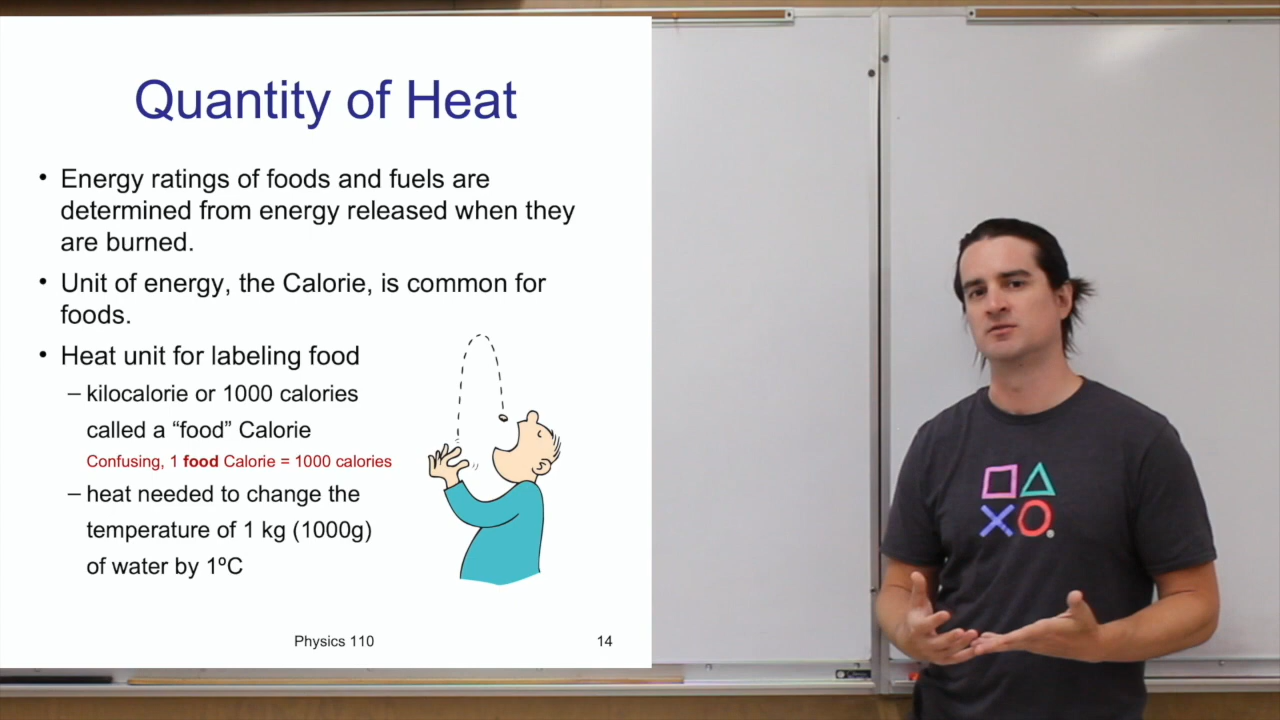 Quantity of Heat
• Energy ratings of foods and fuels are
determined from energy released when they
are burned.
• Unit of energy, the Calorie, is common for
foods.
• Heat unit for labeling food
– kilocalorie or 1000 calories
called a “food” Calorie
Confusing, 1 food Calorie = 1000 calories
– heat needed to change the
temperature of 1 kg (1000g)
of water by 1ºC
Physics 110
14